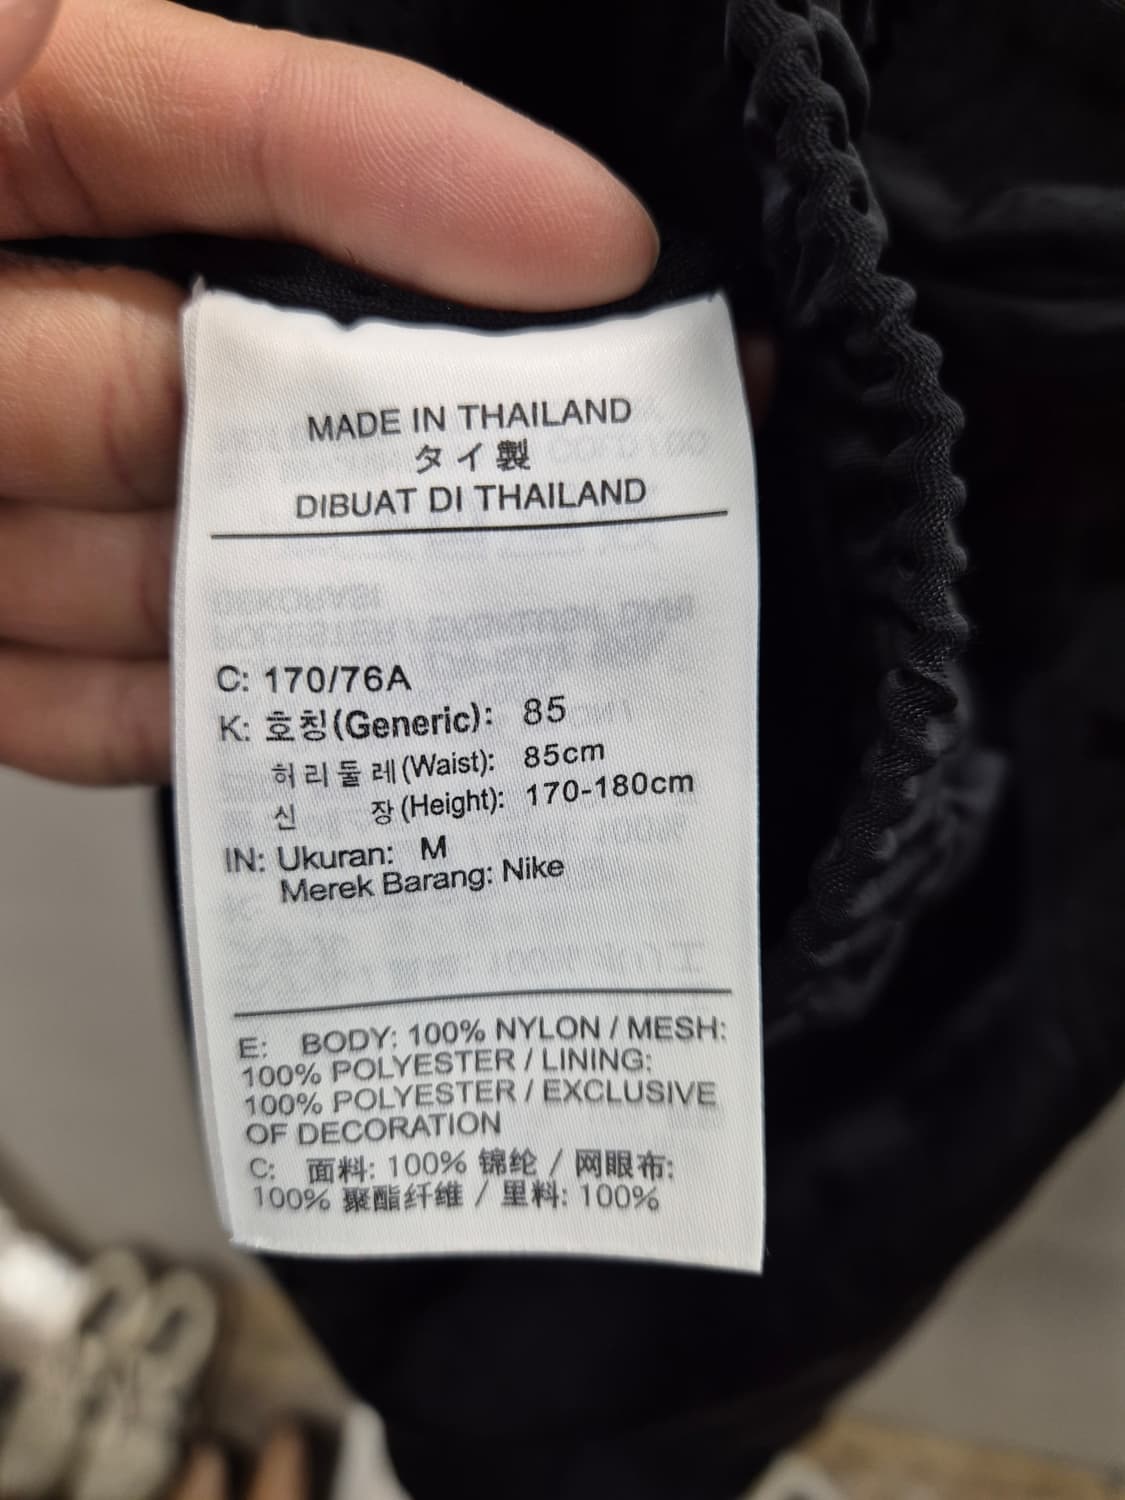 MADE IN THAILAND
タイ製
DIBUAT DI THAILAND
C: 170/76A
K: 호칭(Generic): 85
허리둘레(Waist): 85cm
신 장(Height): 170-180cm
IN: Ukuran: M
Merek Barang: Nike
E: BODY: 100% NYLON / MESH:
100% POLYESTER / LINING:
100% POLYESTER / EXCLUSIVE
OF DECORATION
C: 面料: 100% 锦纶 / 网眼布:
100% 聚酯纤维 / 里料: 100%